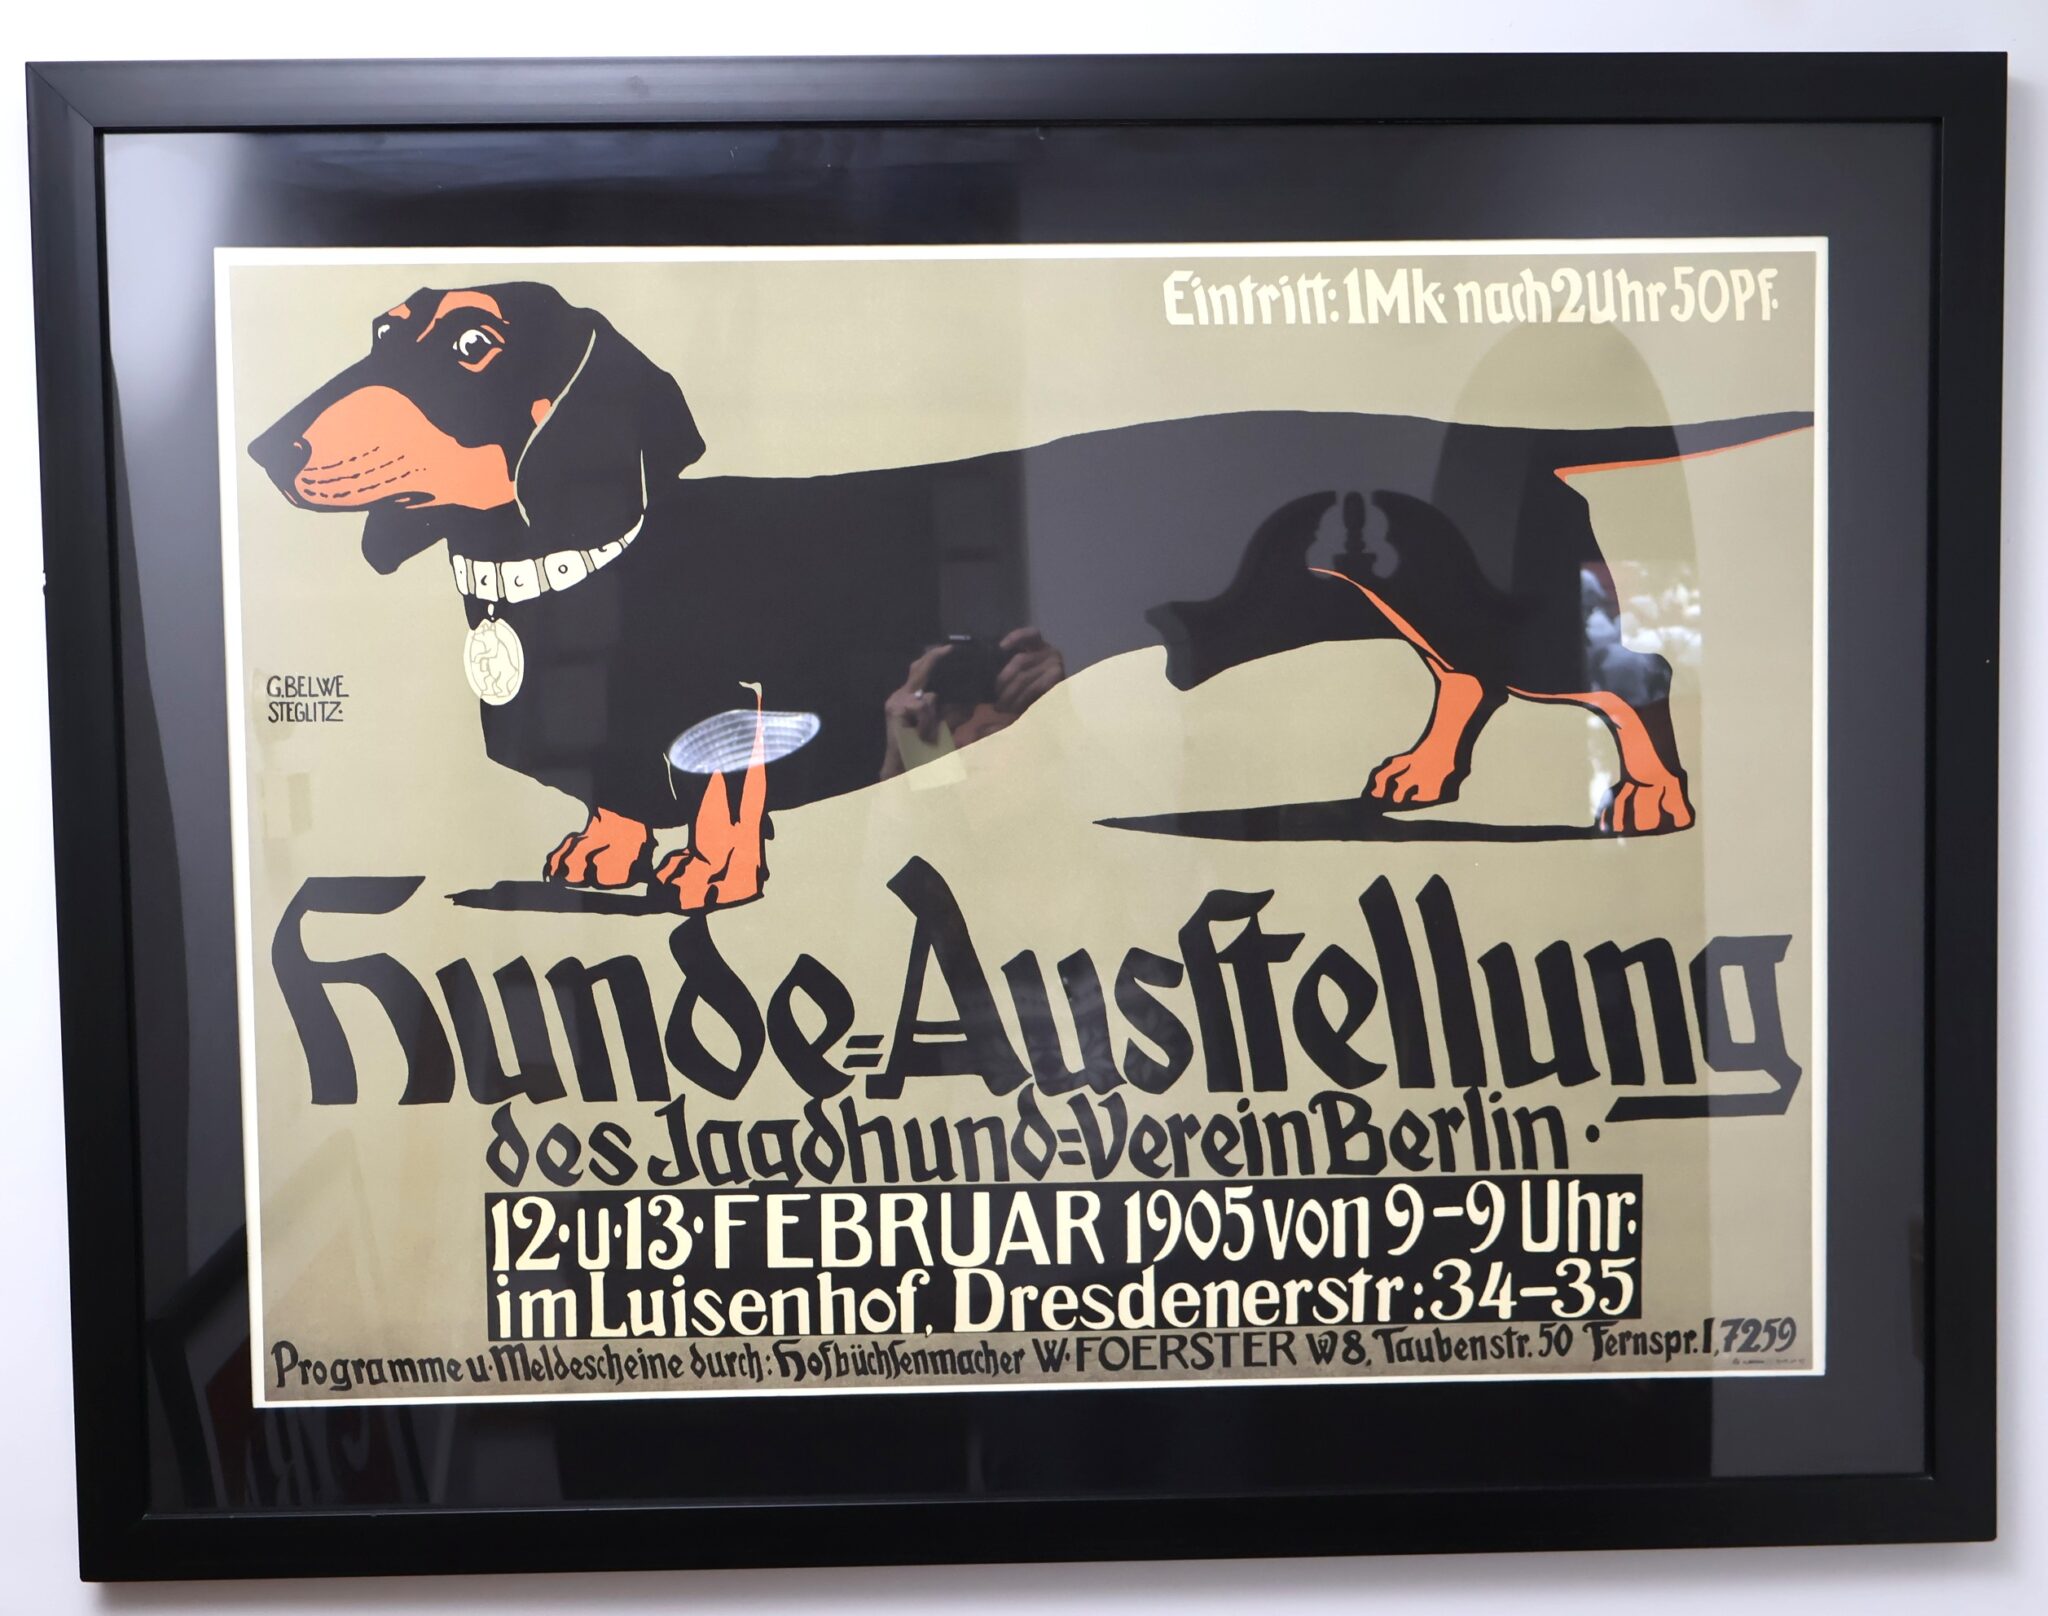 Eintritt: 1Mk. nach 2 Uhr 50 Pf.
G. BELWE
STEGLITZ.
Hunde=Ausstellung
des Jagdhund=Verein Berlin.
12. u. 13. FEBRUAR 1905 von 9-9 Uhr.
im Luisenhof, Dresdenerstr: 34-35
Programme u. Meldescheine durch: Hofbüchsenmacher W. FOERSTER W8, Taubenstr. 50 Fernspr. I, 7259